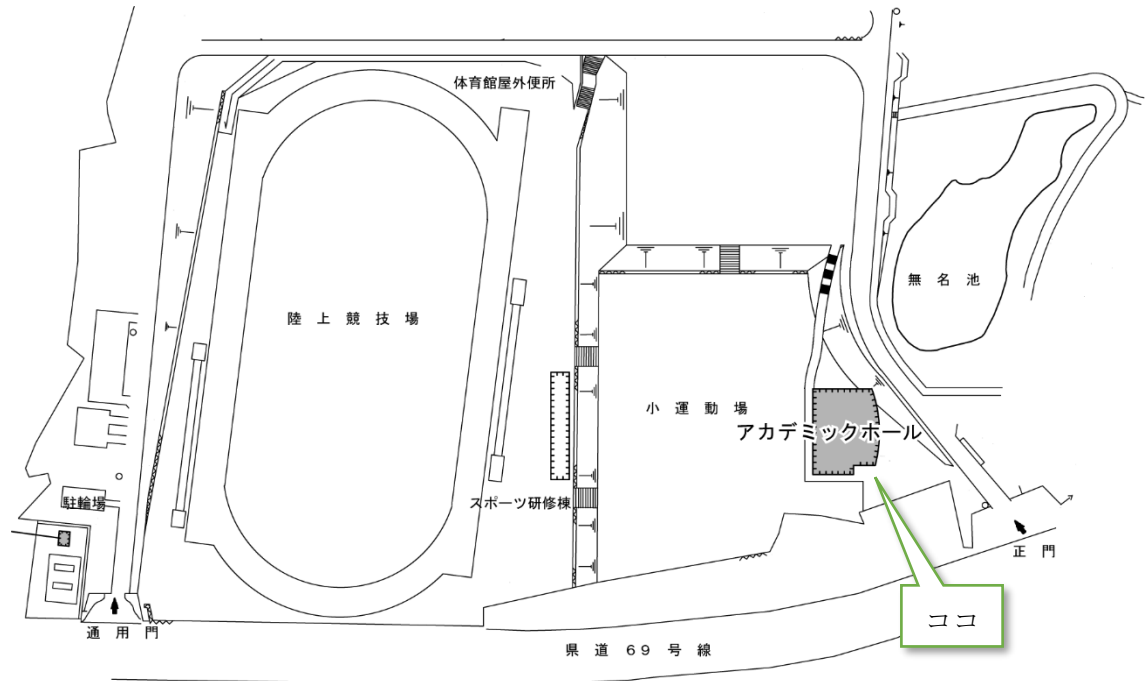 体育館屋外便所
無名池
陸上競技場
小運動場
アカデミックホール
スポーツ研修棟
駐輪場
正門
ココ
通用門
県道69号線